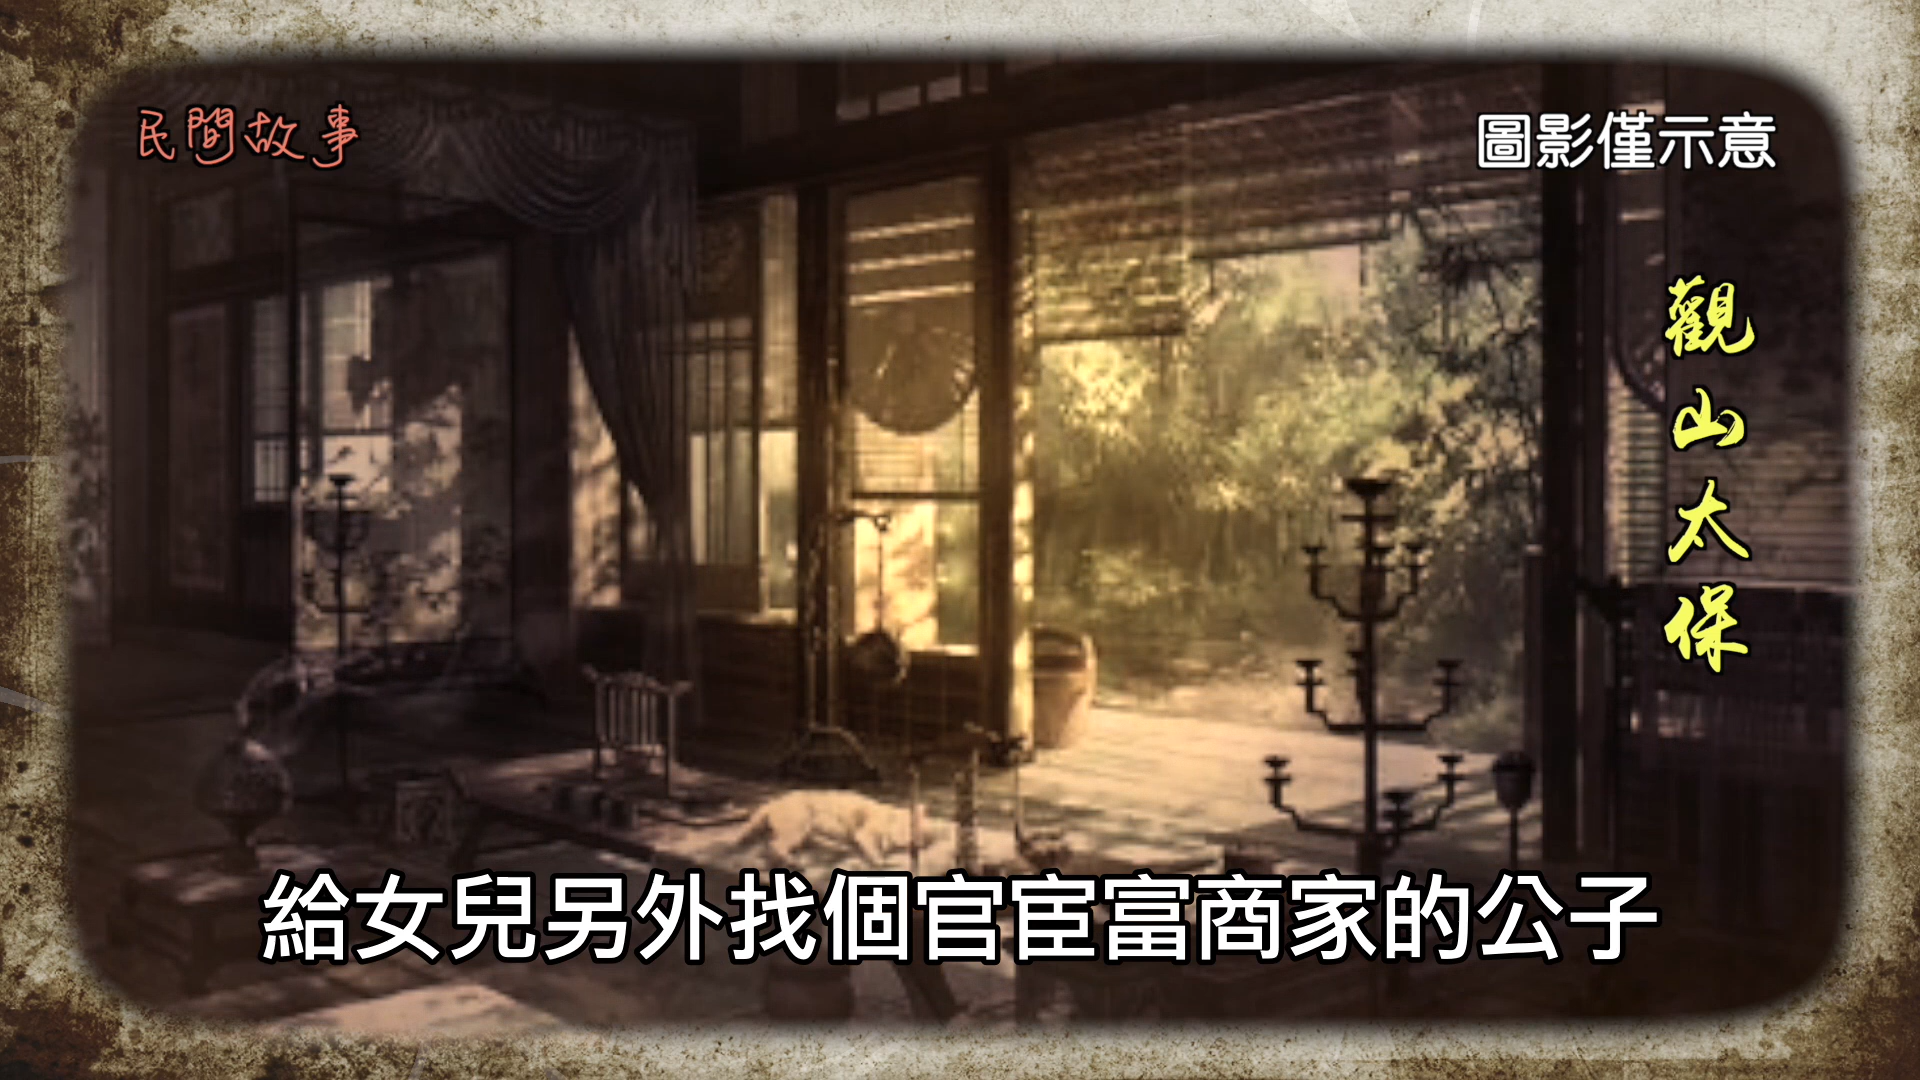 民間故事
圖影僅示意
觀山太保
給女兒另外找個官宦富商家的公子